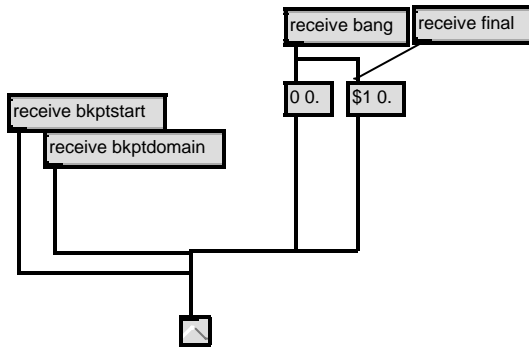 receive bang
receive final
0 0.
$1 0.
receive bkptstart
receive bkptdomain